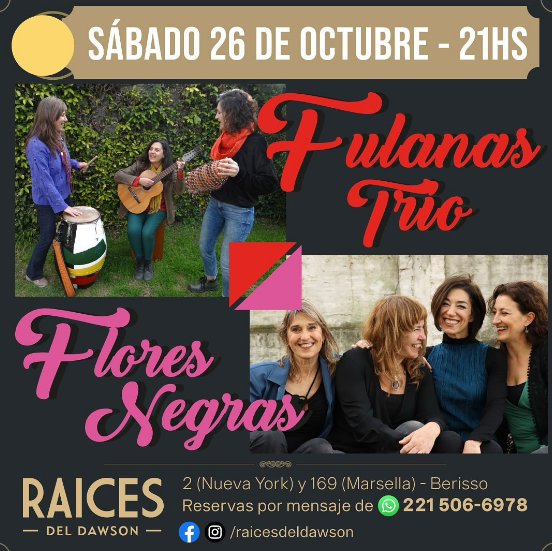 SÁBADO 26 DE OCTUBRE - 21HS
Fulanas
Trío
Flores
Negras
RAICES
DEL DAWSON
2 (Nueva York) y 169 (Marsella) - Berisso
Reservas por mensaje de 221 506-6978
/raicesdeldawson